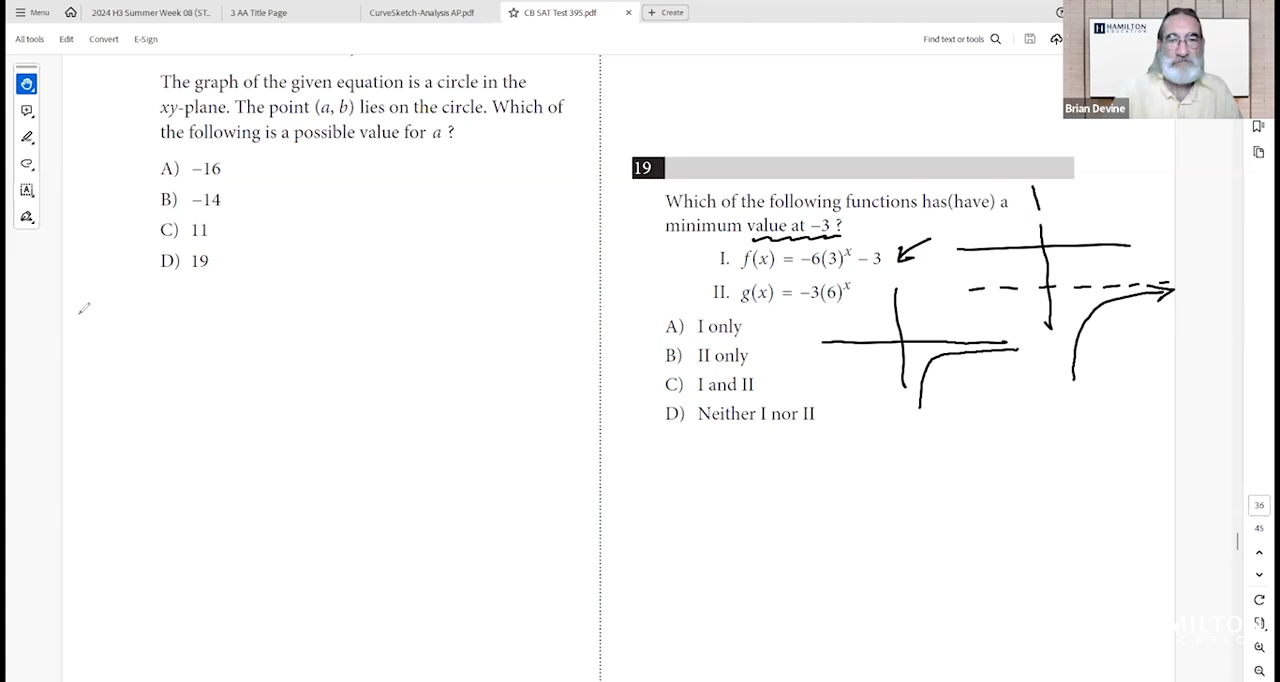 Menu
2024 H3 Summer Week 08 (ST...
3 AA Title Page
CurveSketch-Analysis AP.pdf
CB SAT Test 395.pdf
Create
All tools
Edit
Convert
E-Sign
Find text or tools
HAMILTON
EDUCATION
Brian Devine
The graph of the given equation is a circle in the
xy-plane. The point (a, b) lies on the circle. Which of
the following is a possible value for a ?
A) −16
B) −14
C) 11
D) 19
19
Which of the following functions has(have) a
minimum value at −3 ?
I. f(x) = −6(3)ˣ − 3
II. g(x) = −3(6)ˣ
A) I only
B) II only
C) I and II
D) Neither I nor II
36
45